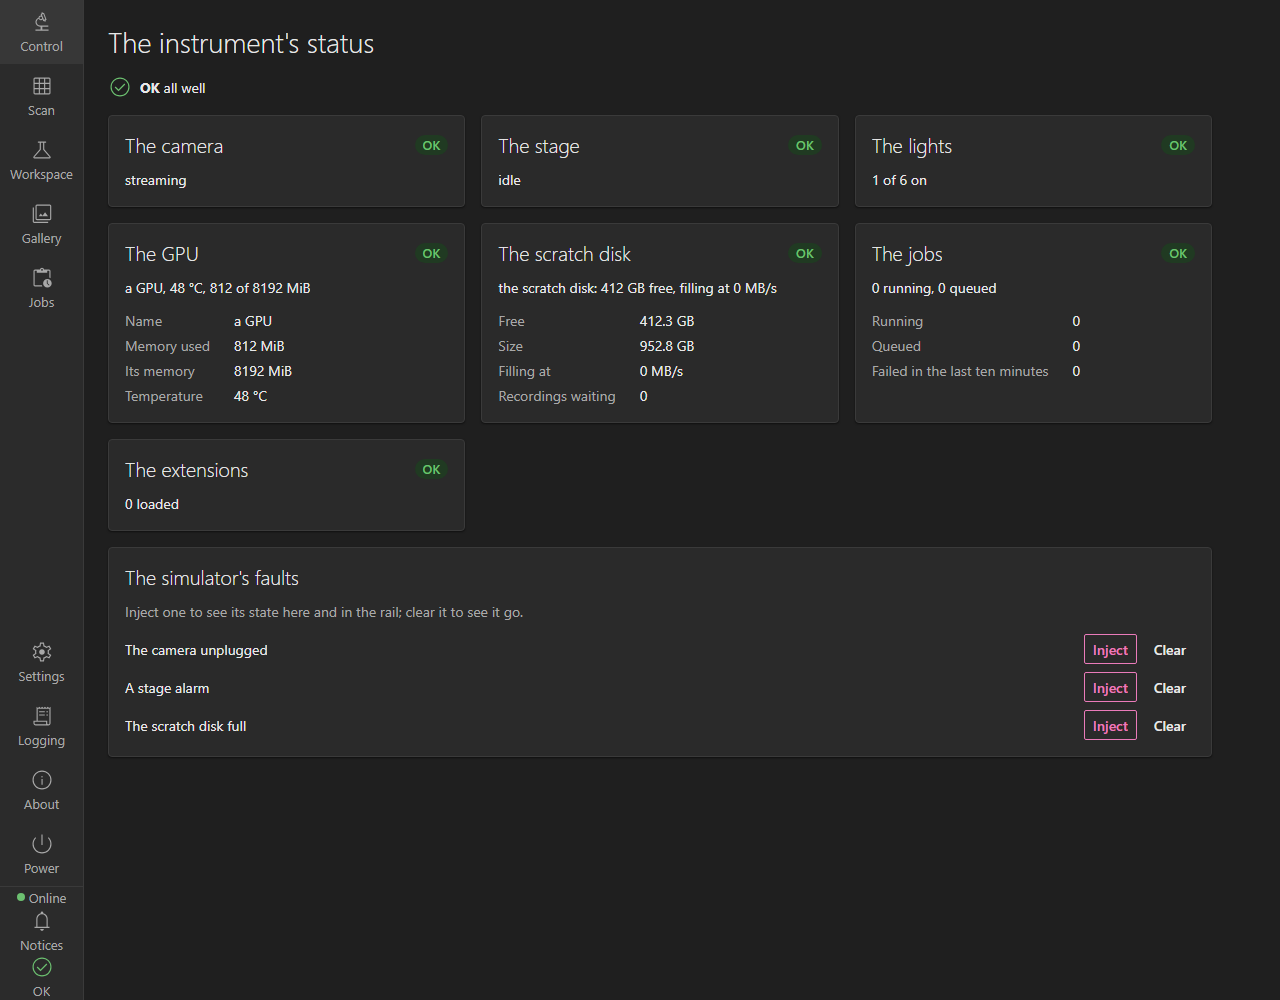 Control
Scan
Workspace
Gallery
Jobs
Settings
Logging
About
Power
Online
Notices
OK
The instrument's status
OK all well
The camera OK
streaming
The stage OK
idle
The lights OK
1 of 6 on
The GPU OK
a GPU, 48 °C, 812 of 8192 MiB
Name a GPU
Memory used 812 MiB
Its memory 8192 MiB
Temperature 48 °C
The scratch disk OK
the scratch disk: 412 GB free, filling at 0 MB/s
Free 412.3 GB
Size 952.8 GB
Filling at 0 MB/s
Recordings waiting 0
The jobs OK
0 running, 0 queued
Running 0
Queued 0
Failed in the last ten minutes 0
The extensions OK
0 loaded
The simulator's faults
Inject one to see its state here and in the rail; clear it to see it go.
The camera unplugged Inject Clear
A stage alarm Inject Clear
The scratch disk full Inject Clear